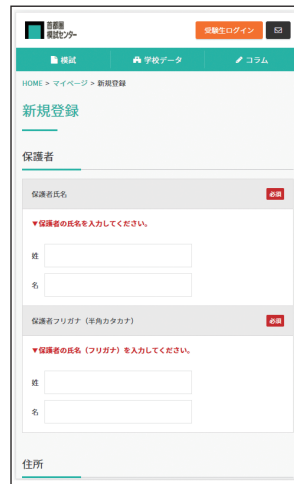 首都圏
模試センター
受験生ログイン
模試 学校データ コラム
HOME > マイページ > 新規登録
新規登録
保護者
保護者氏名 必須
▼保護者の氏名を入力してください。
姓
名
保護者フリガナ（半角カタカナ） 必須
▼保護者の氏名（フリガナ）を入力してください。
姓
名
住所